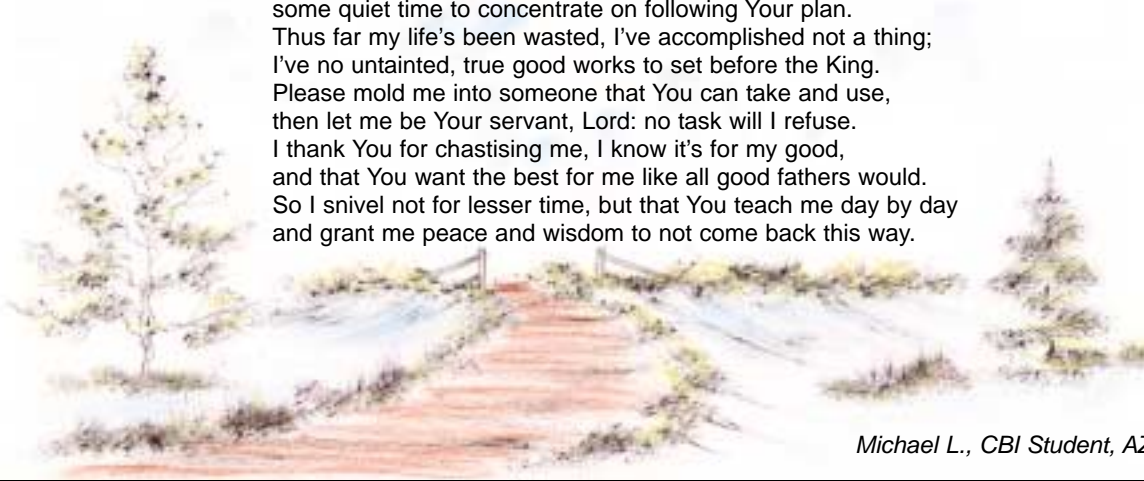 some quiet time to concentrate on following Your plan.
Thus far my life’s been wasted, I’ve accomplished not a thing;
I’ve no untainted, true good works to set before the King.
Please mold me into someone that You can take and use,
then let me be Your servant, Lord: no task will I refuse.
I thank You for chastising me, I know it’s for my good,
and that You want the best for me like all good fathers would.
So I snivel not for lesser time, but that You teach me day by day
and grant me peace and wisdom to not come back this way.
Michael L., CBI Student, AZ